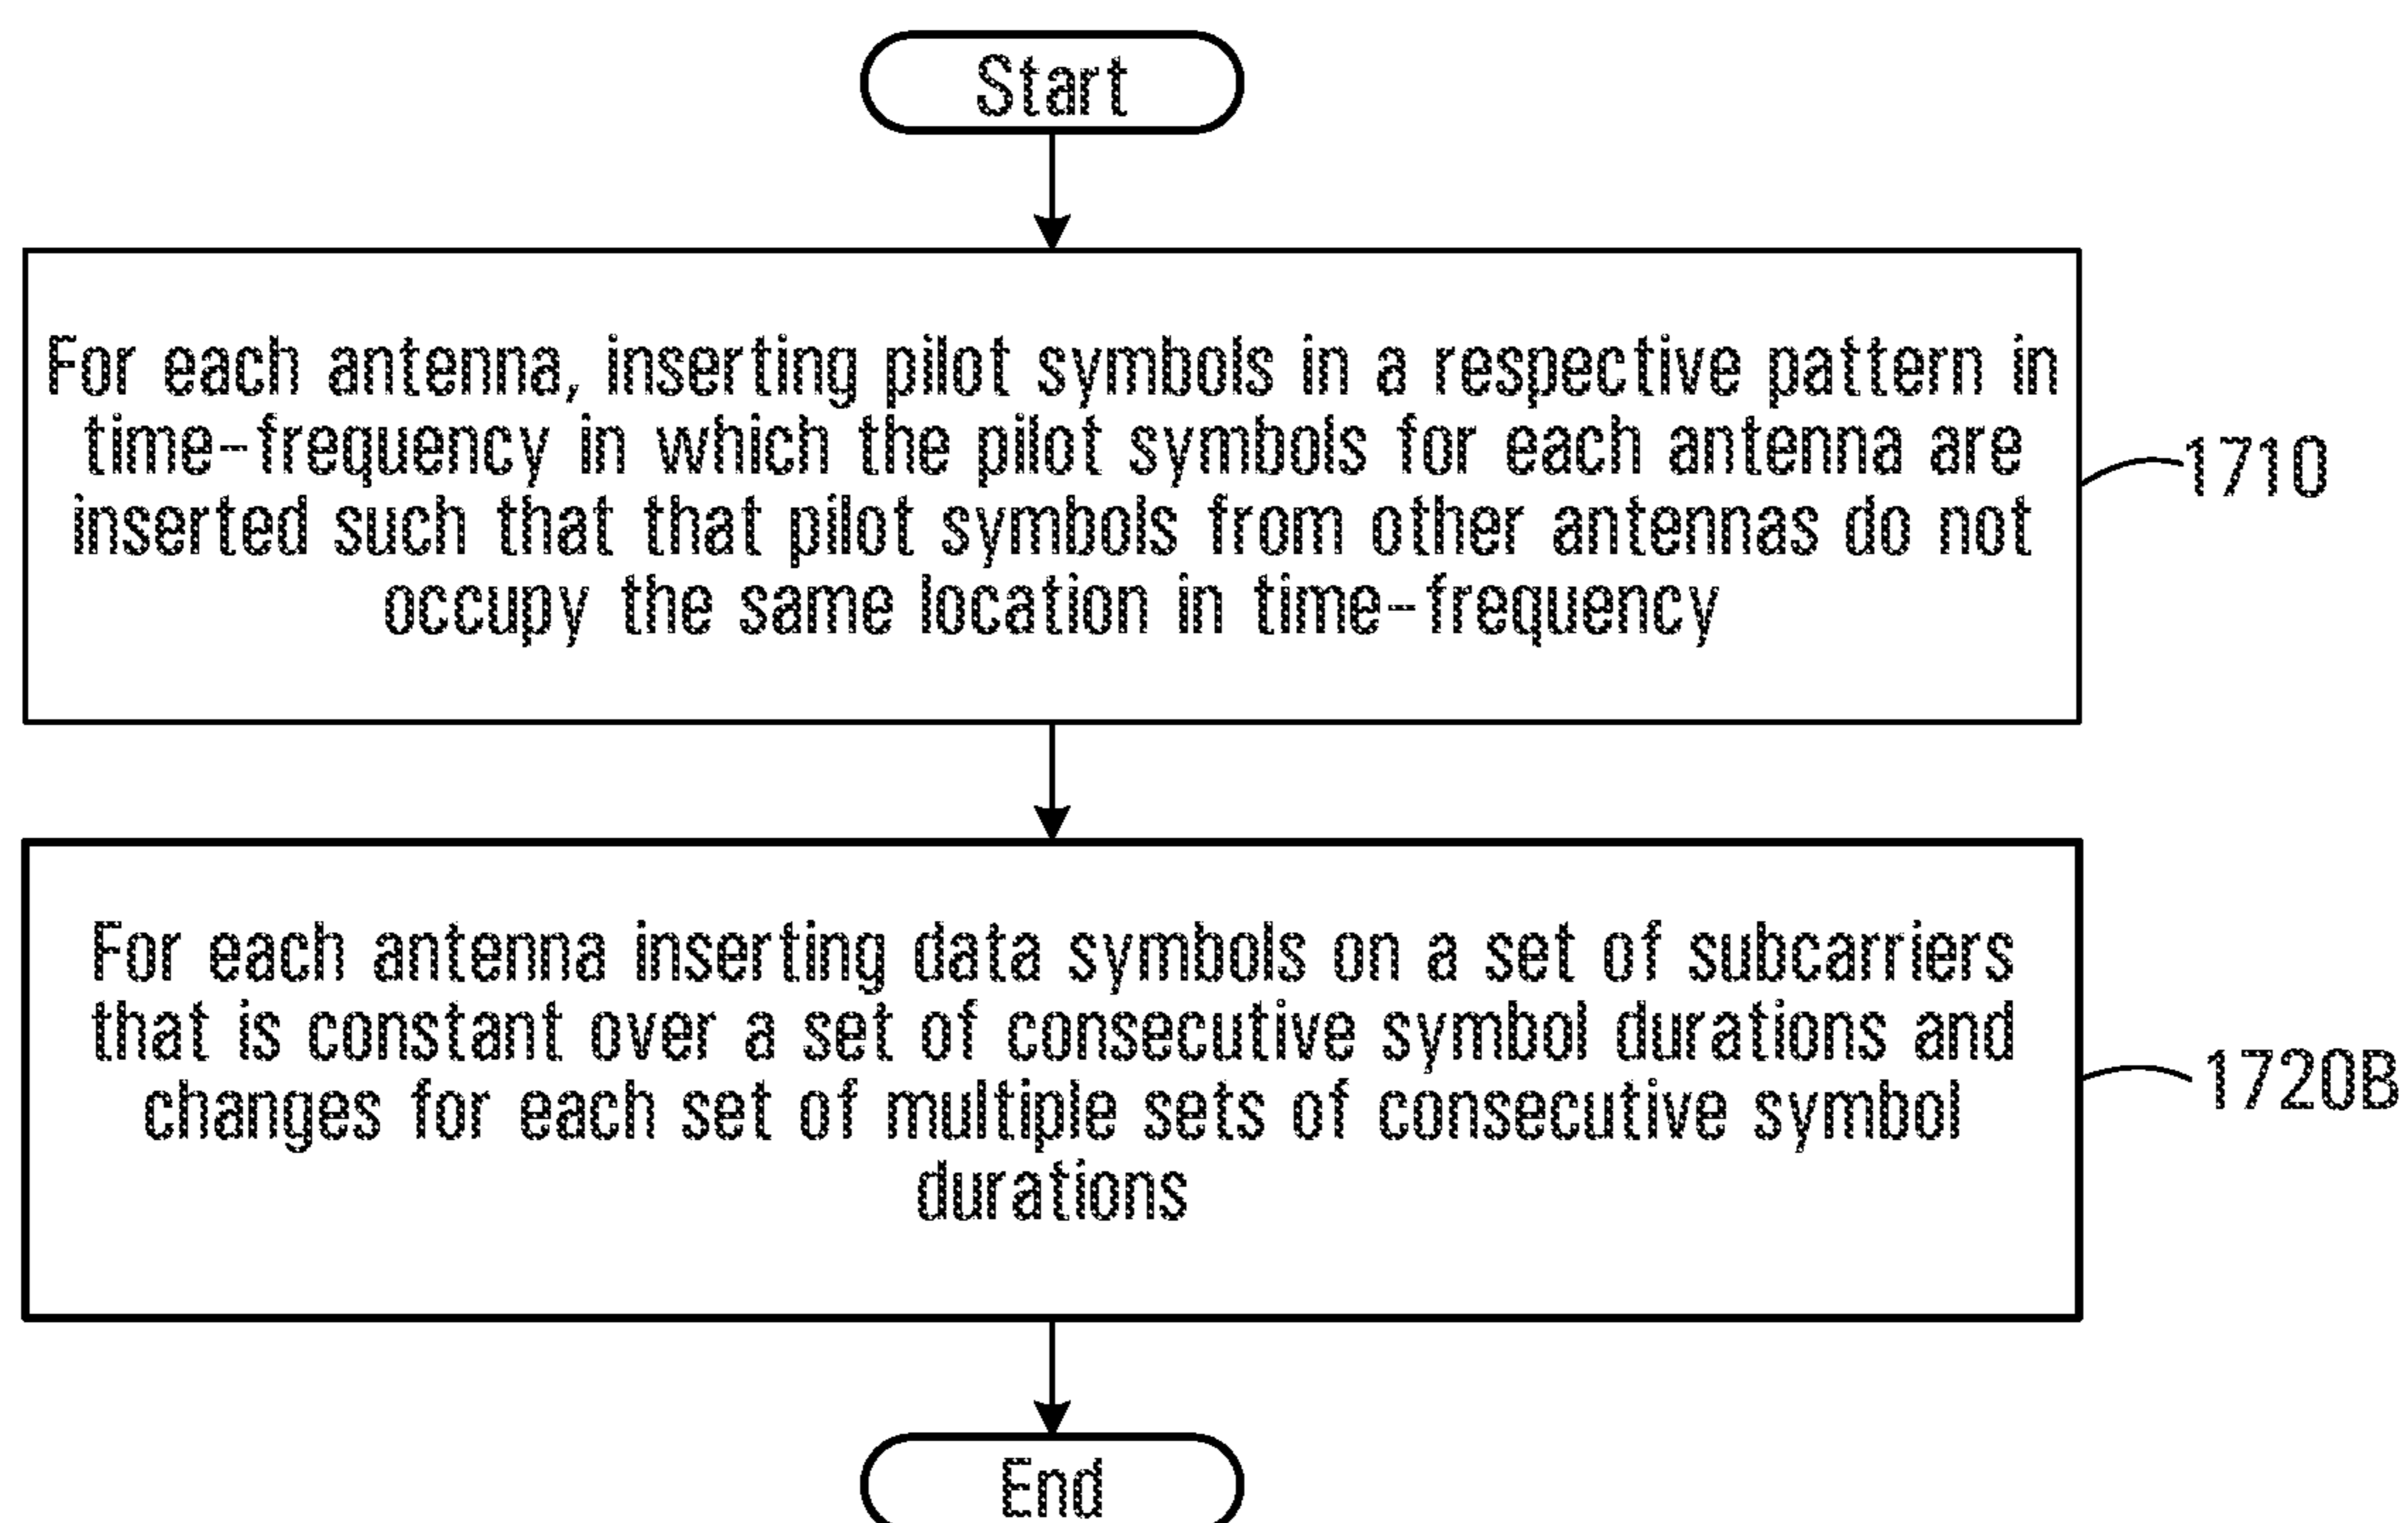 Start
For each antenna, inserting pilot symbols in a respective pattern in
time-frequency in which the pilot symbols for each antenna are
inserted such that that pilot symbols from other antennas do not
occupy the same location in time-frequency
1710
For each antenna inserting data symbols on a set of subcarriers
that is constant over a set of consecutive symbol durations and
changes for each set of multiple sets of consecutive symbol
durations
1720B
End